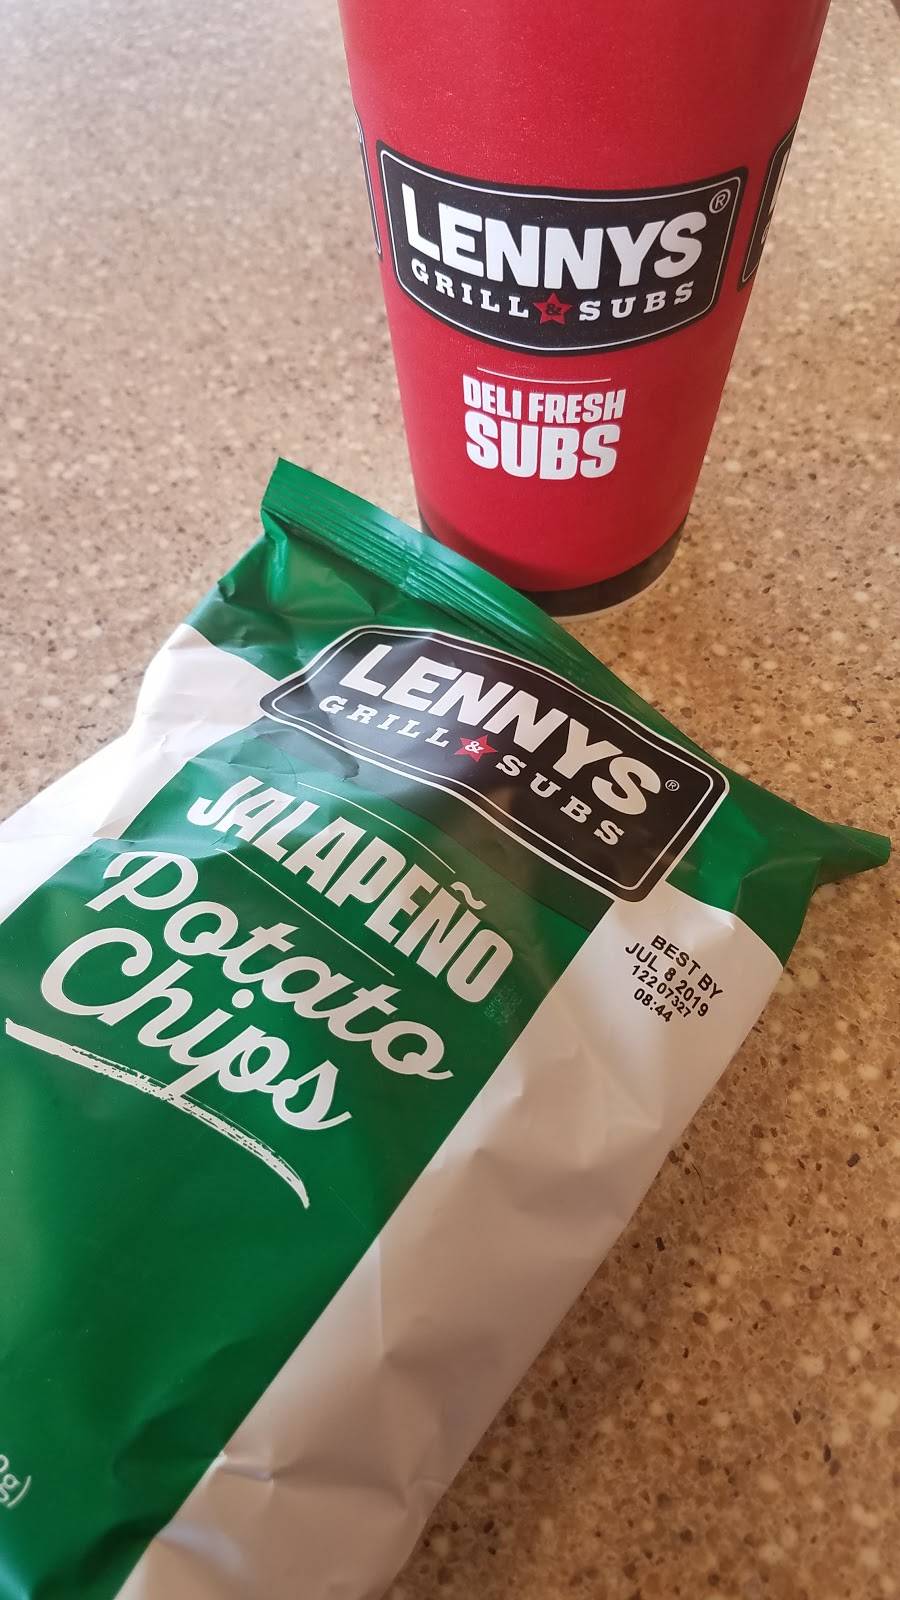 LENNYS®
GRILL & SUBS
DELI FRESH
SUBS
LENNYS®
GRILL & SUBS
JALAPEÑO
Potato
Chips
BEST BY
JUL 8 2019
12207327
08:44
g)